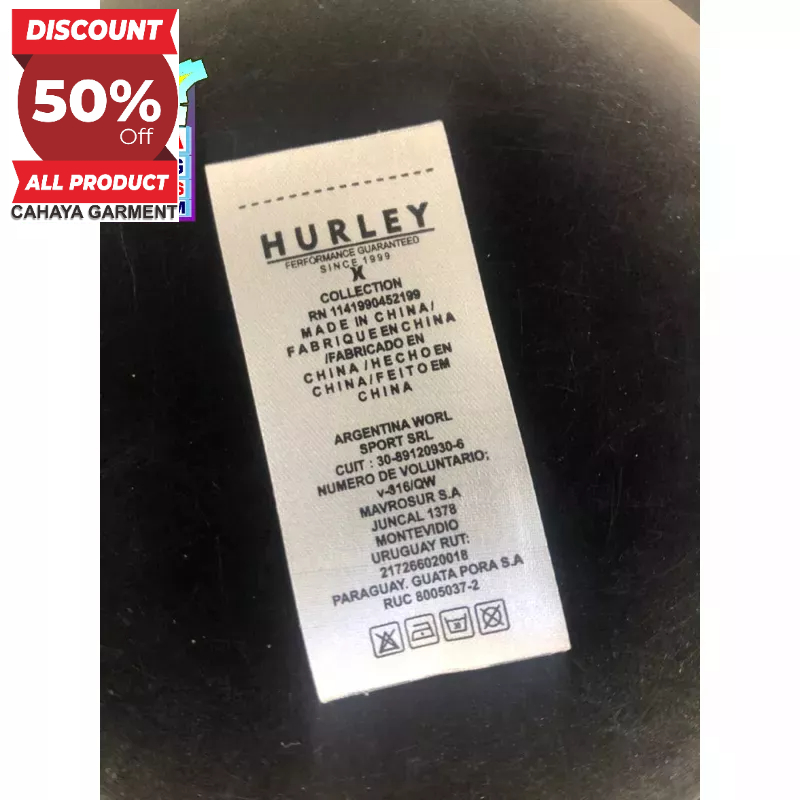 DISCOUNT
50%
Off
ALL PRODUCT
CAHAYA GARMENT
HURLEY
PERFORMANCE GUARANTEED
SINCE 1999
COLLECTION
RN 1141990452199
MADE IN CHINA/
FABRIQUE EN CHINA
/FABRICADO EN
CHINA/HECHO EN
CHINA/FEITO EM
CHINA
ARGENTINA WORL
SPORT SRL
CUIT : 30-89120930-6
NUMERO DE VOLUNTARIO;
v-316/QW
MAVROSUR S.A
JUNCAL 1378
MONTEVIDIO
URUGUAY RUT:
217266020018
PARAGUAY. GUATA PORA S.A
RUC 8005037-2